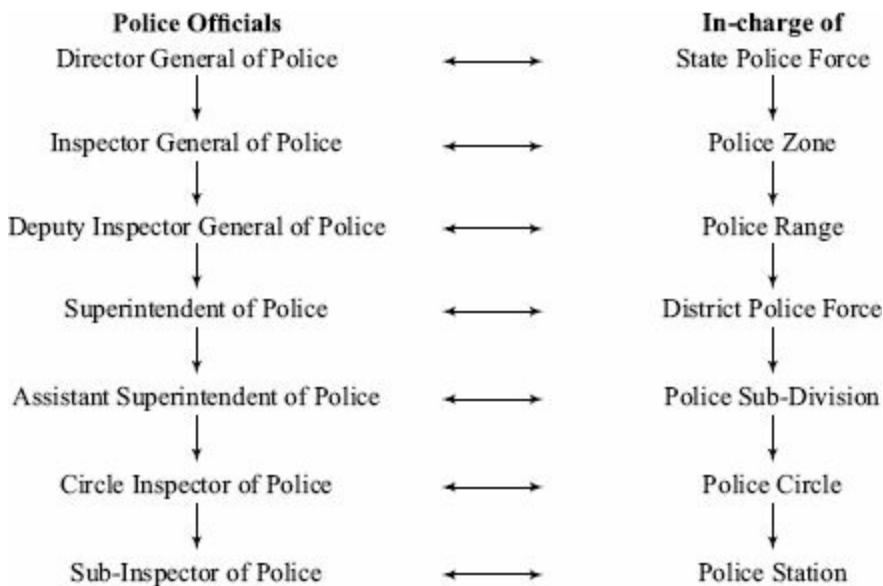 Police Officials In-charge of
Director General of Police State Police Force
Inspector General of Police Police Zone
Deputy Inspector General of Police Police Range
Superintendent of Police District Police Force
Assistant Superintendent of Police Police Sub-Division
Circle Inspector of Police Police Circle
Sub-Inspector of Police Police Station